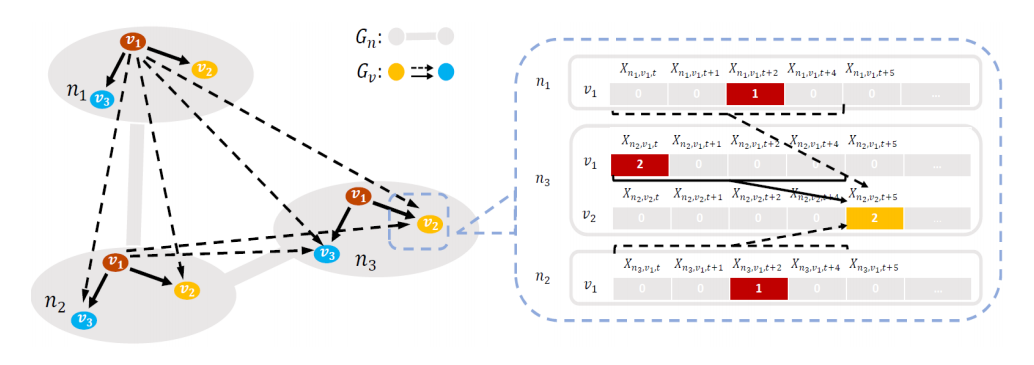 G_n:
G_v:
v_1
v_2
v_3
n_1
v_1
v_2
v_3
n_2
v_1
v_2
v_3
n_3
n_1
X_{n_1,v_1,t} X_{n_1,v_1,t+1} X_{n_1,v_1,t+2} X_{n_1,v_1,t+4} X_{n_1,v_1,t+5}
v_1 0 0 1 0 0 ...
n_3
X_{n_2,v_1,t} X_{n_2,v_1,t+1} X_{n_2,v_1,t+2} X_{n_2,v_1,t+4} X_{n_2,v_1,t+5}
v_1 2 0 0 0 0 ...
X_{n_2,v_2,t} X_{n_2,v_2,t+1} X_{n_2,v_2,t+2} X_{n_2,v_2,t+4} X_{n_2,v_2,t+5}
v_2 0 0 0 0 2 ...
n_2
X_{n_3,v_1,t} X_{n_3,v_1,t+1} X_{n_3,v_1,t+2} X_{n_3,v_1,t+4} X_{n_3,v_1,t+5}
v_1 0 0 1 0 0 ...